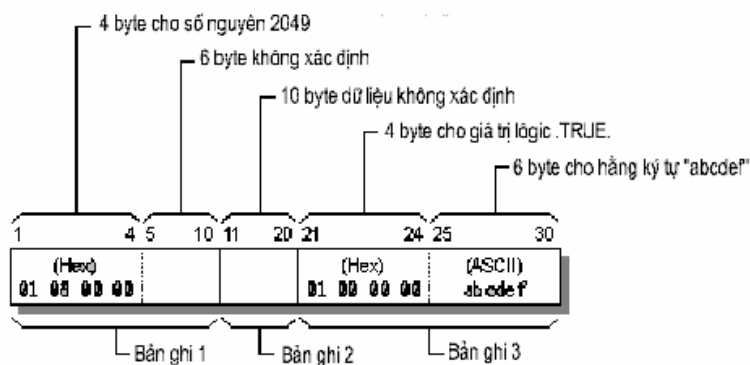 4 byte cho số nguyên 2049
6 byte không xác định
10 byte dữ liệu không xác định
4 byte cho giá trị lôgic .TRUE.
6 byte cho hằng ký tự "abcdef"
1 4 5 10 11 20 21 24 25 30
(Hex) (Hex) (ASCII)
01 08 00 00 01 00 00 00 abcdef
Bản ghi 1 Bản ghi 2 Bản ghi 3